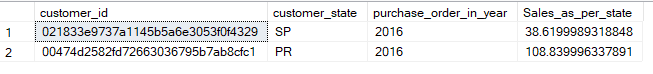 customer_id customer_state purchase_order_in_year Sales_as_per_state
1 021833e9737a1145b5a6e3053f0f4329 SP 2016 38.6199989318848
2 00474d2582fd72663036795b7ab8cfc1 PR 2016 108.839996337891